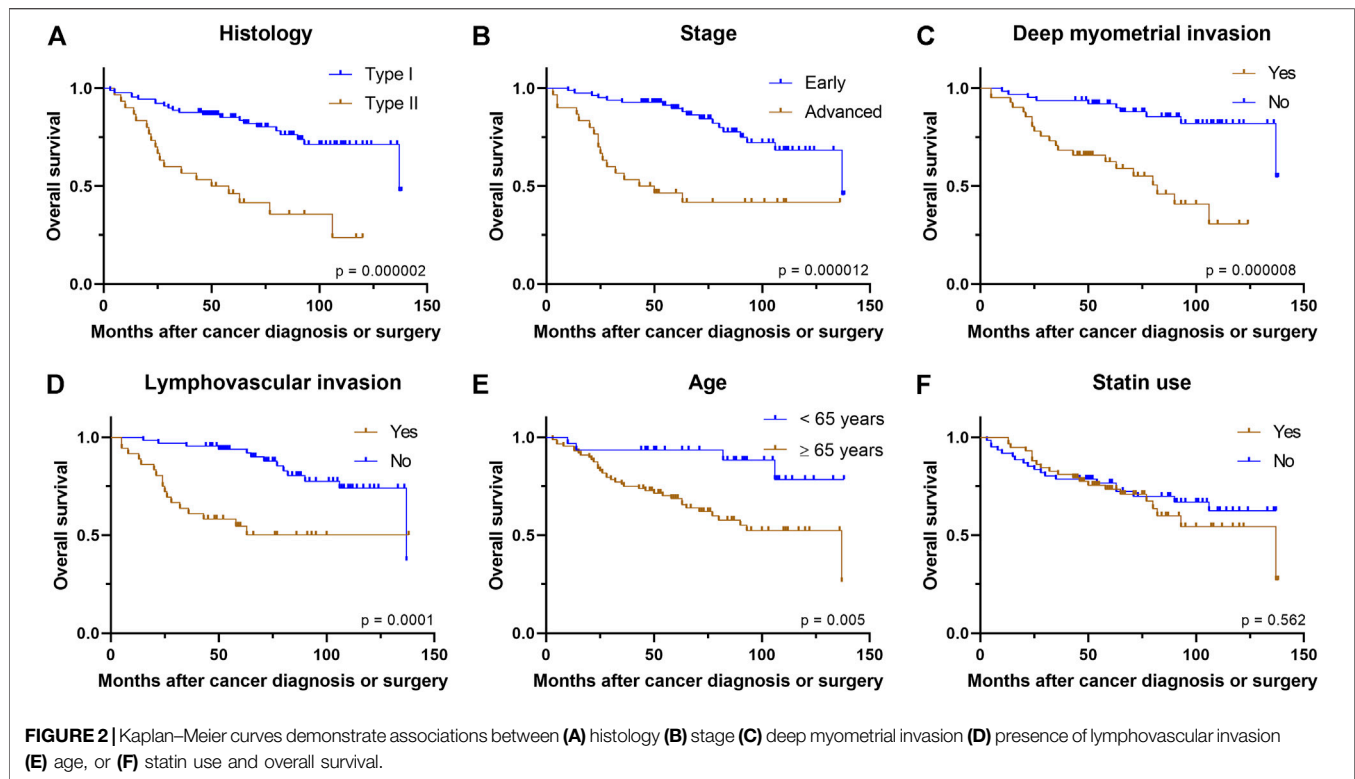 A Histology
1.0
0.5
0.0
Overall survival
Type I
Type II
p = 0.000002
0 50 100 150
Months after cancer diagnosis or surgery
B Stage
1.0
0.5
0.0
Overall survival
Early
Advanced
p = 0.000012
0 50 100 150
Months after cancer diagnosis or surgery
C Deep myometrial invasion
1.0
0.5
0.0
Overall survival
Yes
No
p = 0.000008
0 50 100 150
Months after cancer diagnosis or surgery
D Lymphovascular invasion
1.0
0.5
0.0
Overall survival
Yes
No
p = 0.0001
0 50 100 150
Months after cancer diagnosis or surgery
E Age
1.0
0.5
0.0
Overall survival
< 65 years
≥ 65 years
p = 0.005
0 50 100 150
Months after cancer diagnosis or surgery
F Statin use
1.0
0.5
0.0
Overall survival
Yes
No
p = 0.562
0 50 100 150
Months after cancer diagnosis or surgery
FIGURE 2 | Kaplan–Meier curves demonstrate associations between (A) histology (B) stage (C) deep myometrial invasion (D) presence of lymphovascular invasion
(E) age, or (F) statin use and overall survival.